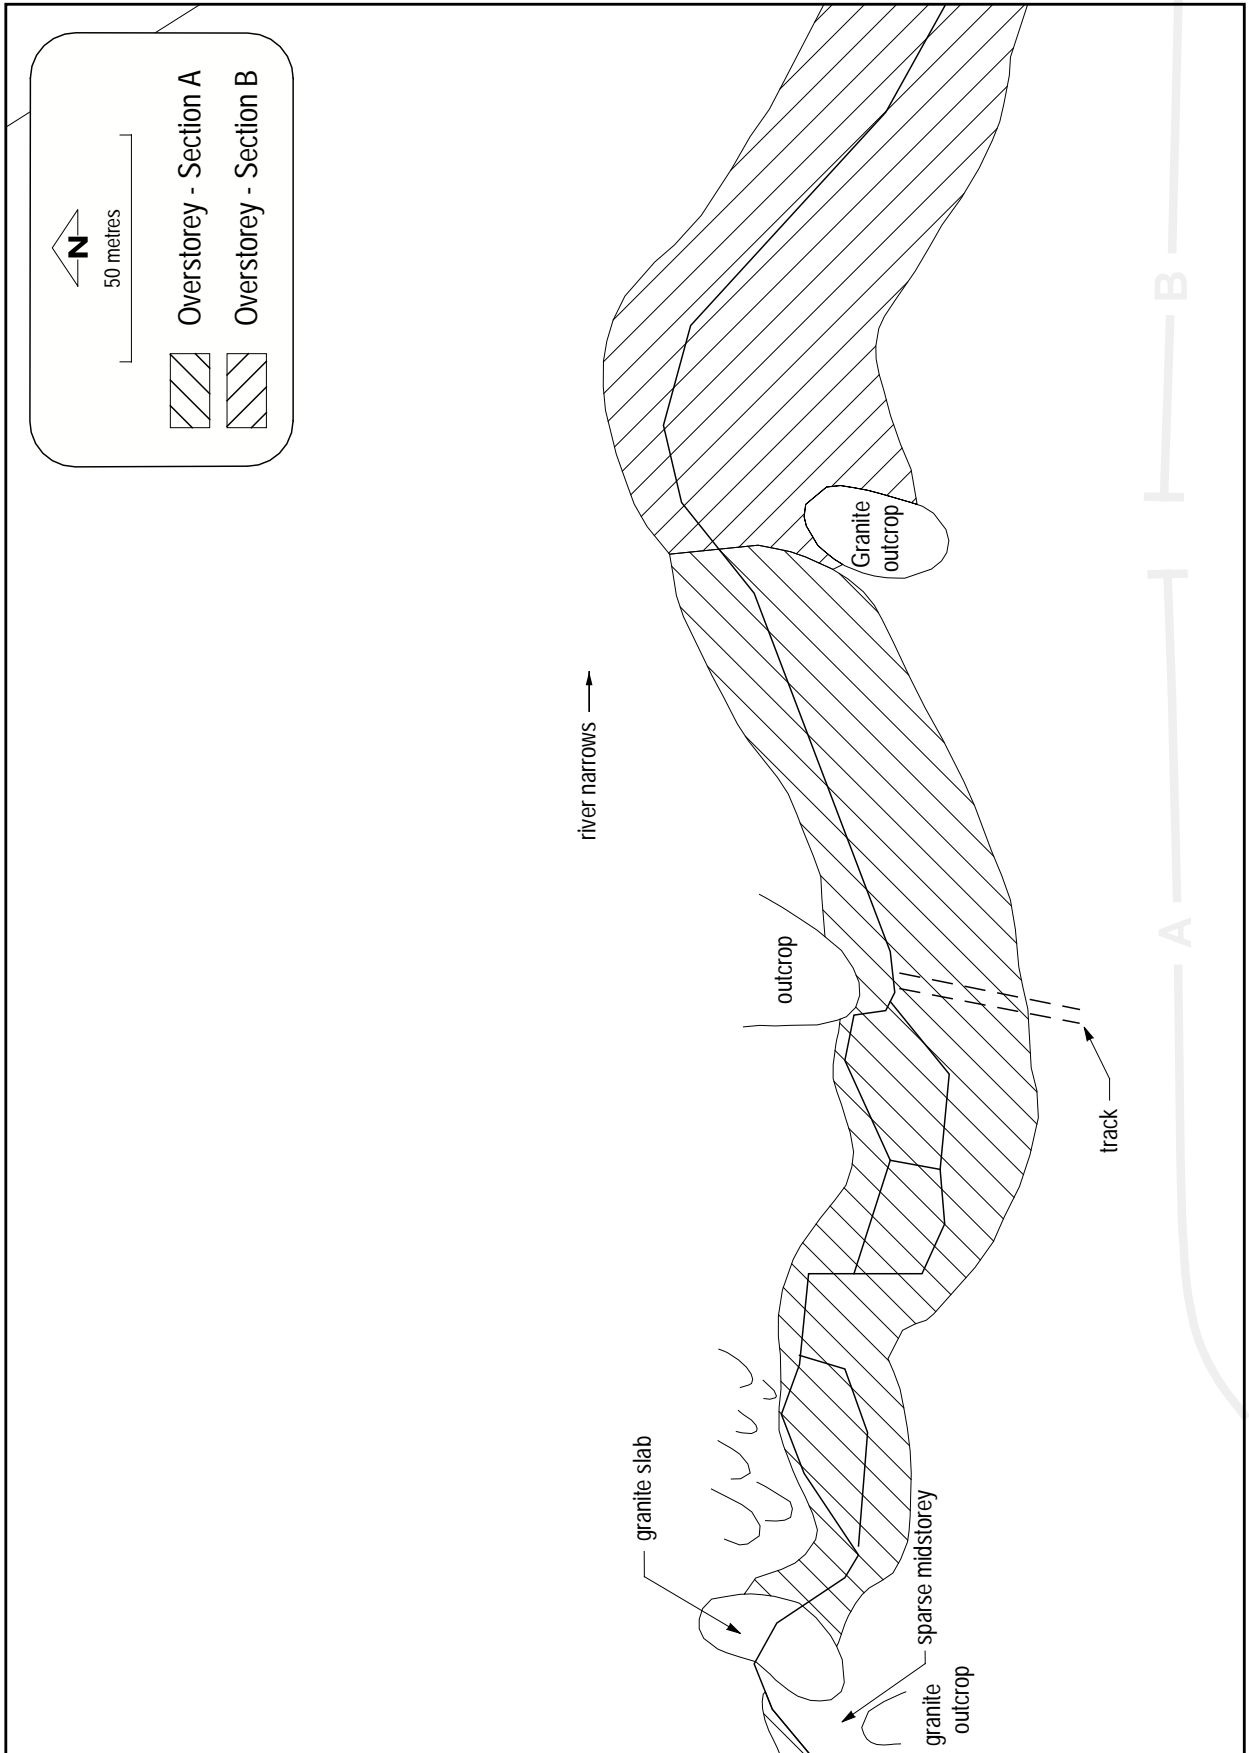 N
50 metres
Overstorey - Section A
Overstorey - Section B
river narrows
outcrop
Granite
outcrop
granite slab
sparse midstorey
granite
outcrop
track
A
B